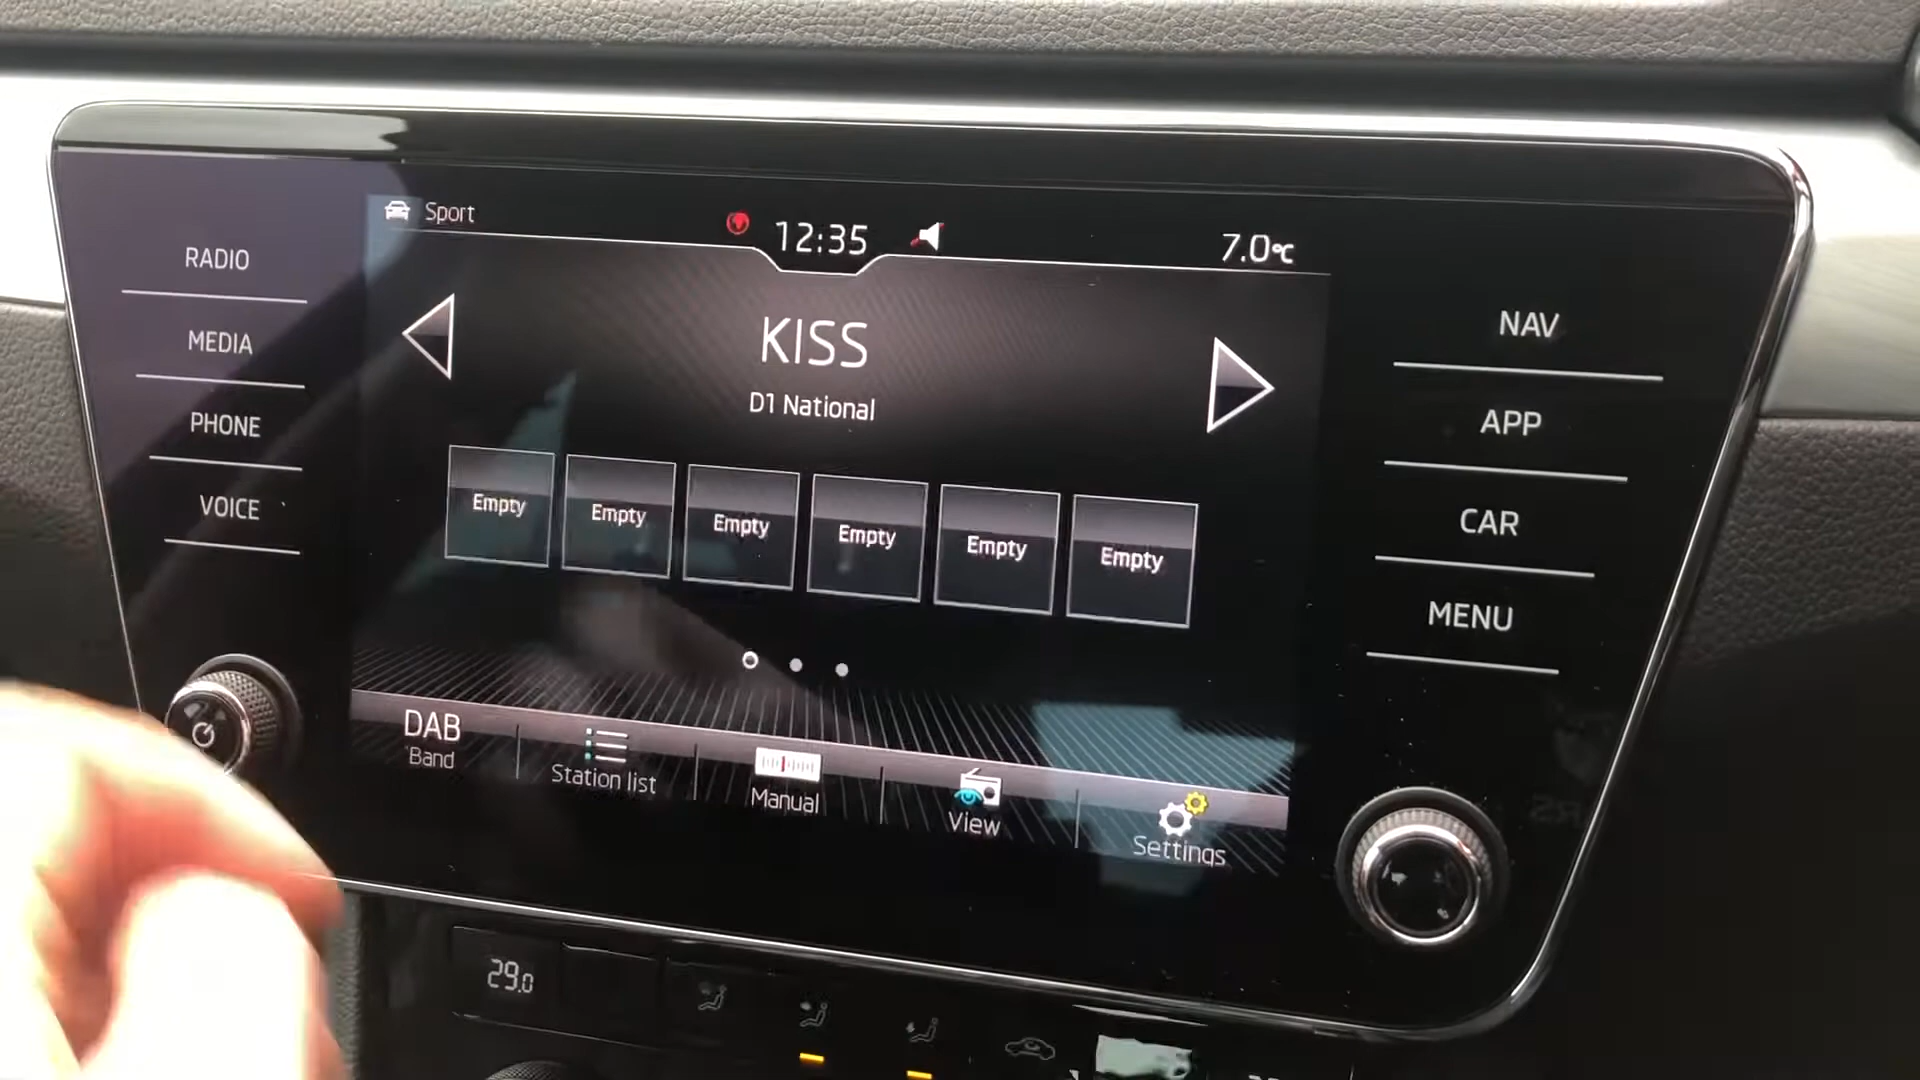 Sport
12:35
7.0°C
RADIO
MEDIA
PHONE
VOICE
KISS
D1 National
Empty
Empty
Empty
Empty
Empty
Empty
NAV
APP
CAR
MENU
DAB
Band
Station list
Manual
View
Settings
29.0